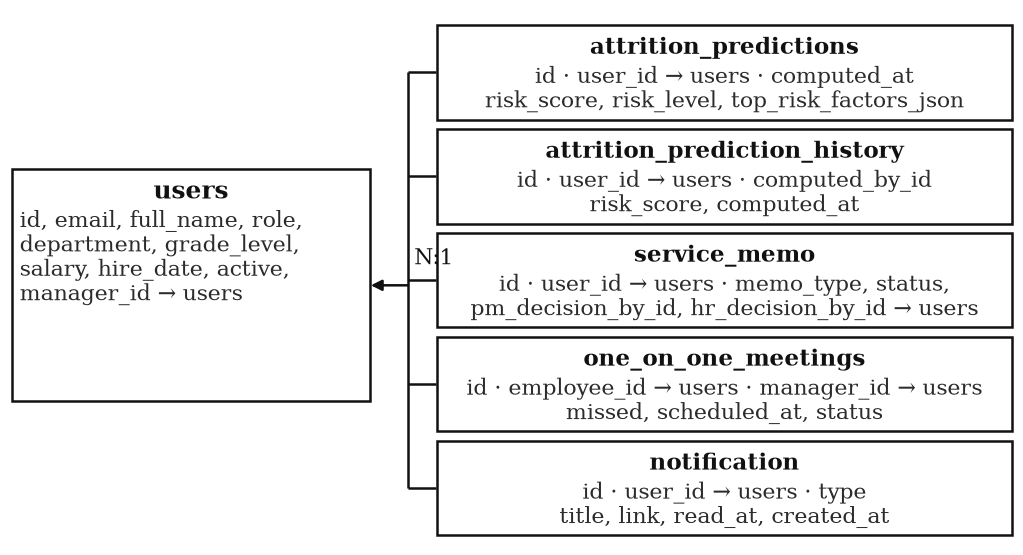 users
id, email, full_name, role,
department, grade_level,
salary, hire_date, active,
manager_id → users
N:1
attrition_predictions
id · user_id → users · computed_at
risk_score, risk_level, top_risk_factors_json
attrition_prediction_history
id · user_id → users · computed_by_id
risk_score, computed_at
service_memo
id · user_id → users · memo_type, status,
pm_decision_by_id, hr_decision_by_id → users
one_on_one_meetings
id · employee_id → users · manager_id → users
missed, scheduled_at, status
notification
id · user_id → users · type
title, link, read_at, created_at